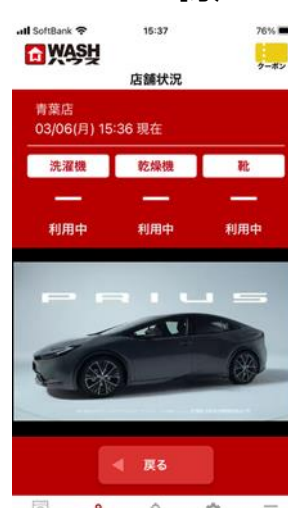 SoftBank 15:37 76%
WASH
ハウス
クーポン
店舗状況
青葉店
03/06(月) 15:36 現在
洗濯機 乾燥機 靴
ー ー ー
利用中 利用中 利用中
PRIUS
戻る